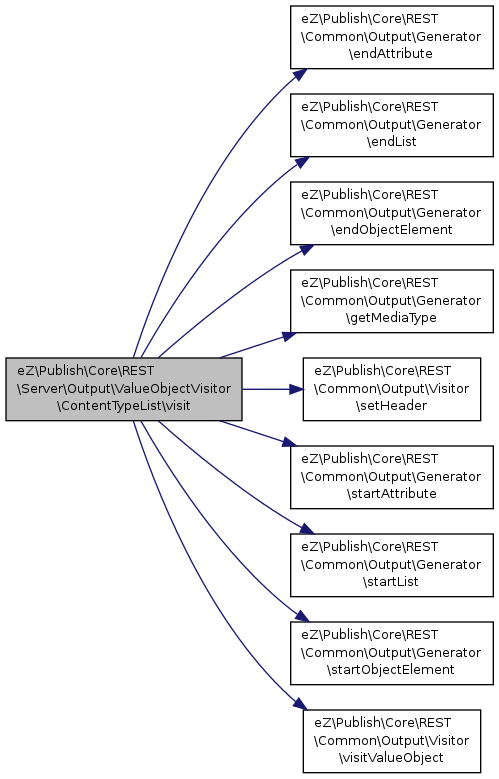 eZ\Publish\Core\REST
\Common\Output\Generator
\endAttribute
eZ\Publish\Core\REST
\Common\Output\Generator
\endList
eZ\Publish\Core\REST
\Common\Output\Generator
\endObjectElement
eZ\Publish\Core\REST
\Common\Output\Generator
\getMediaType
eZ\Publish\Core\REST
\Server\Output\ValueObjectVisitor
\ContentTypeList\visit
eZ\Publish\Core\REST
\Common\Output\Visitor
\setHeader
eZ\Publish\Core\REST
\Common\Output\Generator
\startAttribute
eZ\Publish\Core\REST
\Common\Output\Generator
\startList
eZ\Publish\Core\REST
\Common\Output\Generator
\startObjectElement
eZ\Publish\Core\REST
\Common\Output\Visitor
\visitValueObject